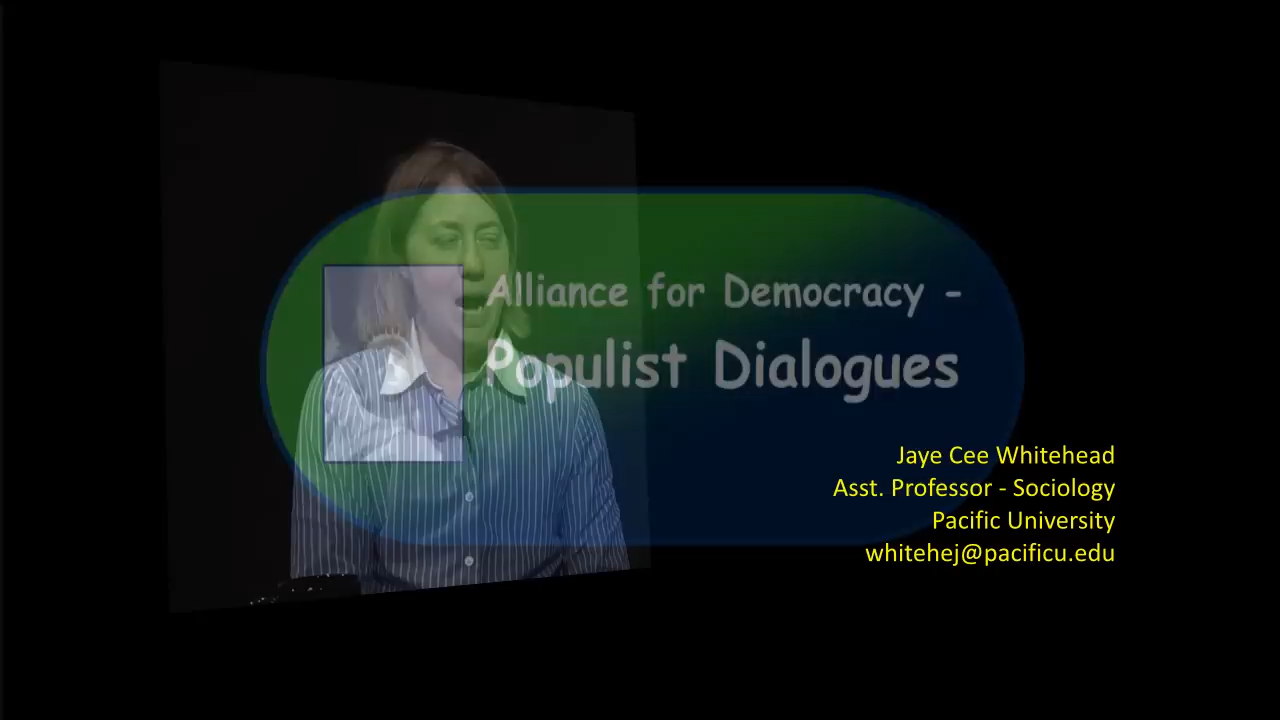 Alliance for Democracy -
Populist Dialogues
Jaye Cee Whitehead
Asst. Professor - Sociology
Pacific University
whitehej@pacificu.edu